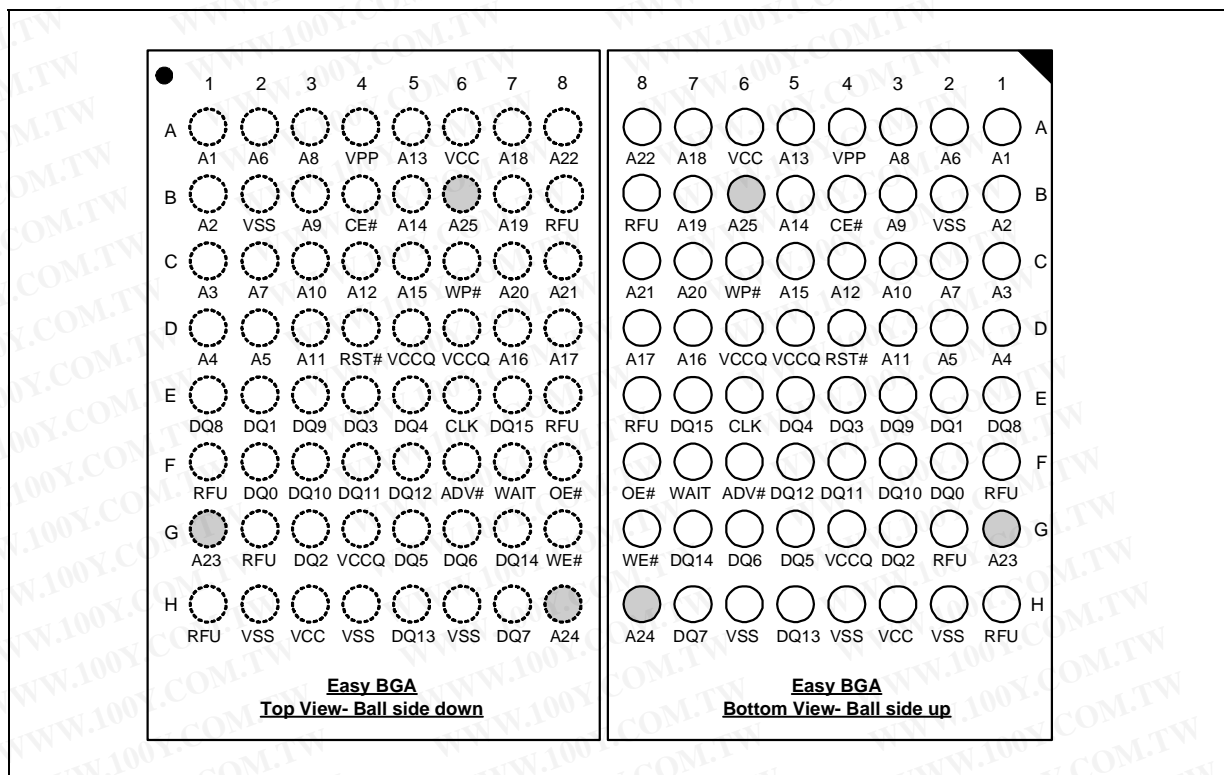 1 2 3 4 5 6 7 8
A
A1 A6 A8 VPP A13 VCC A18 A22
B
A2 VSS A9 CE# A14 A25 A19 RFU
C
A3 A7 A10 A12 A15 WP# A20 A21
D
A4 A5 A11 RST# VCCQ VCCQ A16 A17
E
DQ8 DQ1 DQ9 DQ3 DQ4 CLK DQ15 RFU
F
RFU DQ0 DQ10 DQ11 DQ12 ADV# WAIT OE#
G
A23 RFU DQ2 VCCQ DQ5 DQ6 DQ14 WE#
H
RFU VSS VCC VSS DQ13 VSS DQ7 A24
Easy BGA
Top View- Ball side down
8 7 6 5 4 3 2 1
A
A22 A18 VCC A13 VPP A8 A6 A1
B
RFU A19 A25 A14 CE# A9 VSS A2
C
A21 A20 WP# A15 A12 A10 A7 A3
D
A17 A16 VCCQ VCCQ RST# A11 A5 A4
E
RFU DQ15 CLK DQ4 DQ3 DQ9 DQ1 DQ8
F
OE# WAIT ADV# DQ12 DQ11 DQ10 DQ0 RFU
G
WE# DQ14 DQ6 DQ5 VCCQ DQ2 RFU A23
H
A24 DQ7 VSS DQ13 VSS VCC VSS RFU
Easy BGA
Bottom View- Ball side up
WWW.100Y.COM.TW